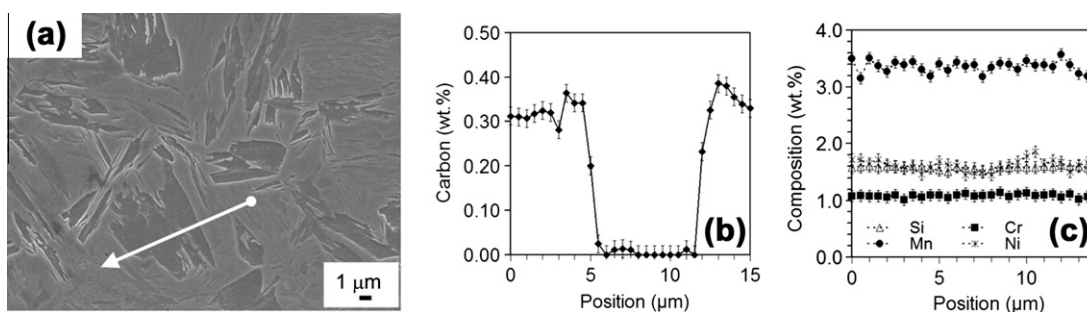 (a)
1 μm
0.50
0.40
0.30
0.20
0.10
0.00
Carbon (wt.%)
0 5 10 15
Position (μm)
(b)
6.0
4.0
2.0
1.0
0.0
Composition (wt.%)
Si Cr
Mn Ni
0 5 10
Position (μm)
(c)